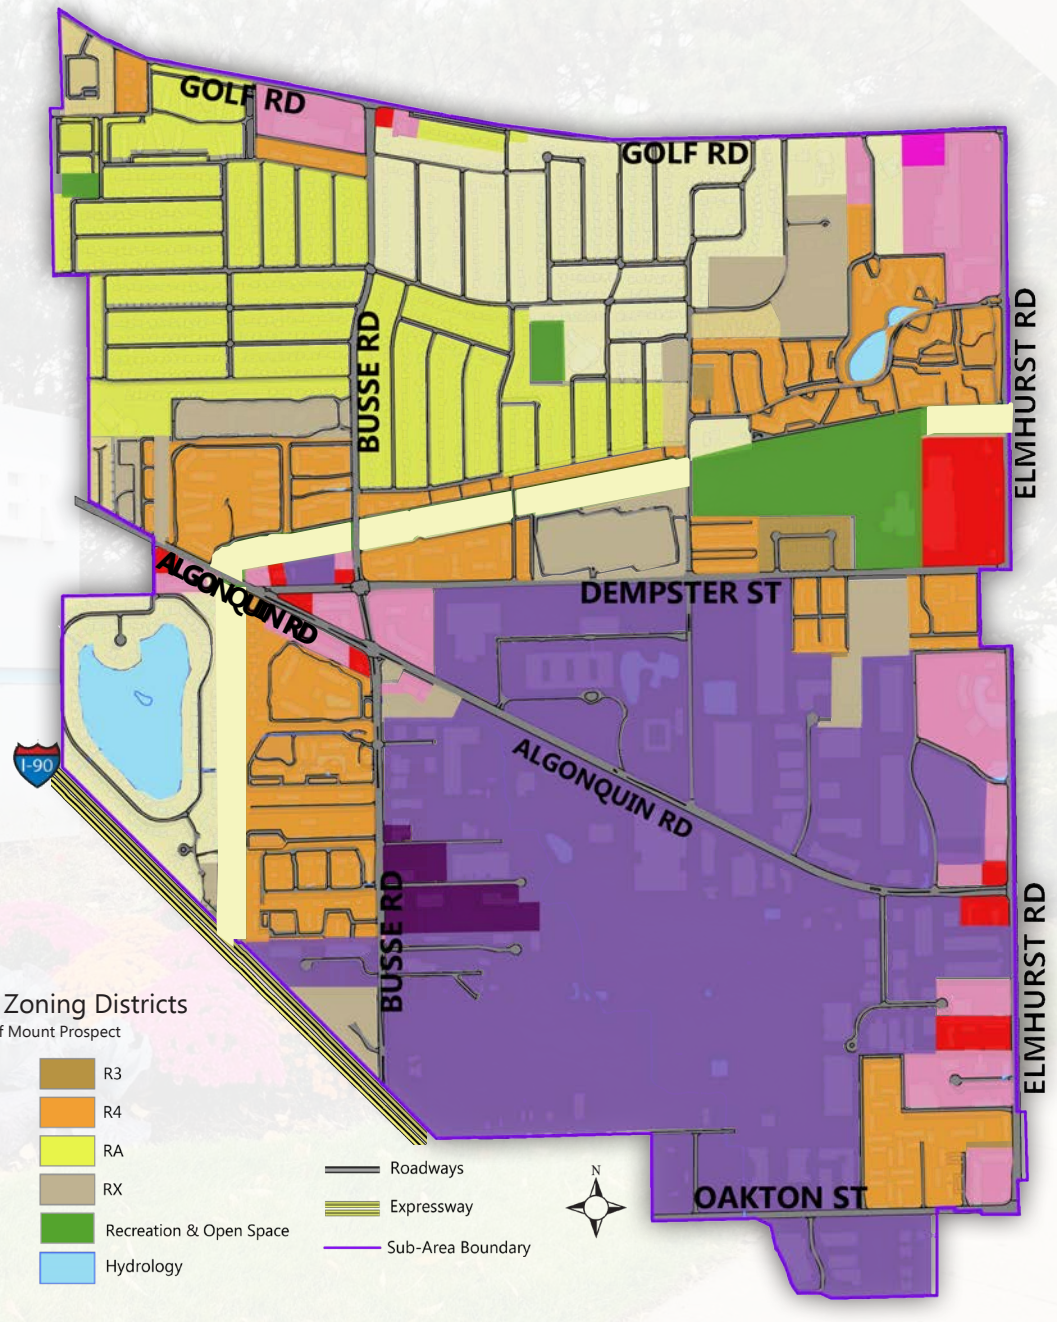 GOLF RD
GOLF RD
BUSSE RD
ELMHURST RD
ALGONQUIN RD
DEMPSTER ST
I-90
ALGONQUIN RD
BUSSE RD
ELMHURST RD
Zoning Districts
f Mount Prospect
R3
R4
RA
RX
Recreation & Open Space
Hydrology
Roadways
Expressway
Sub-Area Boundary
N
OAKTON ST